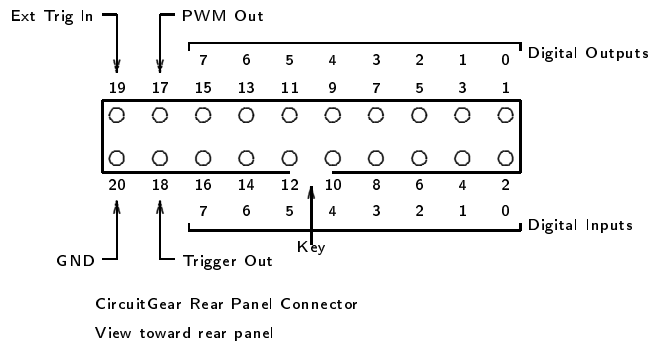 Ext Trig In PWM Out
7 6 5 4 3 2 1 0 Digital Outputs
19 17 15 13 11 9 7 5 3 1
20 18 16 14 12 10 8 6 4 2
7 6 5 4 3 2 1 0 Digital Inputs
Key
GND Trigger Out
CircuitGear Rear Panel Connector
View toward rear panel